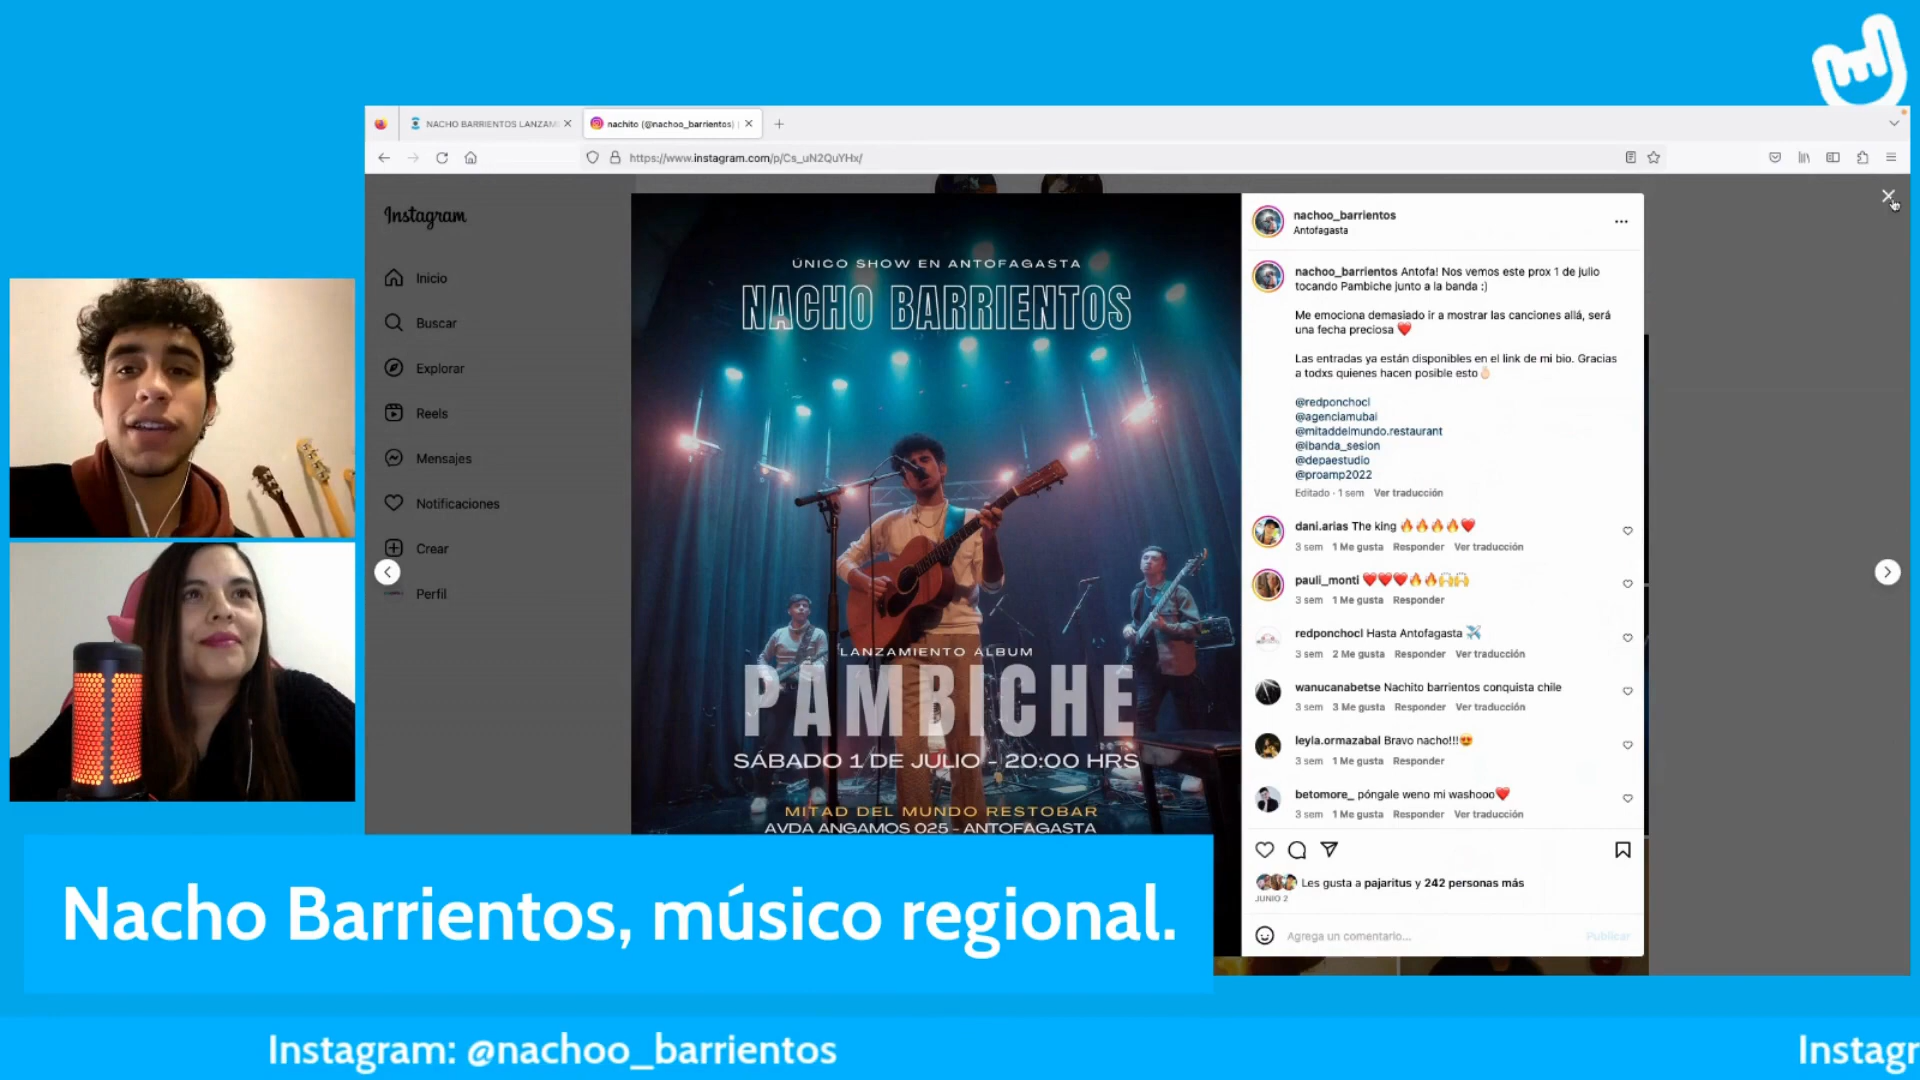 NACHO BARRIENTOS LANZAM
nachito (@nachoo_barrientos) |
https://www.instagram.com/p/Cs_uN2QuYHx/
Instagram
Inicio
Buscar
Explorar
Reels
Mensajes
Notificaciones
Crear
Perfil
ÚNICO SHOW EN ANTOFAGASTA
NACHO BARRIENTOS
LANZAMIENTO ÁLBUM
PAMBICHE
SÁBADO 1 DE JULIO - 20:00 HRS
MITAD DEL MUNDO RESTOBAR
AVDA ANGAMOS 025 - ANTOFAGASTA
nachoo_barrientos
Antofagasta
nachoo_barrientos Antofa! Nos vemos este prox 1 de julio
tocando Pambiche junto a la banda :)
Me emociona demasiado ir a mostrar las canciones allá, será
una fecha preciosa ❤️
Las entradas ya están disponibles en el link de mi bio. Gracias
a todxs quienes hacen posible esto🫰🏻
@redponchocl
@agenciamubai
@mitaddelmundo.restaurant
@ibanda_sesion
@depaestudio
@proamp2022
Editado · 1 sem Ver traducción
dani.arias The king 🔥🔥🔥🔥❤️
3 sem 1 Me gusta Responder Ver traducción
pauli_monti ❤️❤️❤️🔥🔥🙌🙌
3 sem 1 Me gusta Responder
redponchocl Hasta Antofagasta ✈️
3 sem 2 Me gusta Responder Ver traducción
wanucanabetse Nachito barrientos conquista chile
3 sem 3 Me gusta Responder Ver traducción
leyla.ormazabal Bravo nacho!!!😍
3 sem 1 Me gusta Responder
betomore_ póngale weno mi washooo❤️
3 sem 1 Me gusta Responder Ver traducción
Les gusta a pajaritus y 242 personas más
JUNIO 2
Agrega un comentario...
Publicar
Nacho Barrientos, músico regional.
Instagram: @nachoo_barrientos
Instagr